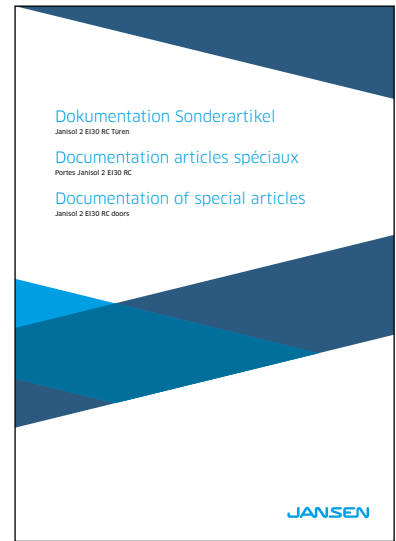 Dokumentation Sonderartikel
Janisol 2 EI30 RC Türen
Documentation articles spéciaux
Portes Janisol 2 EI30 RC
Documentation of special articles
Janisol 2 EI30 RC doors
JANSEN